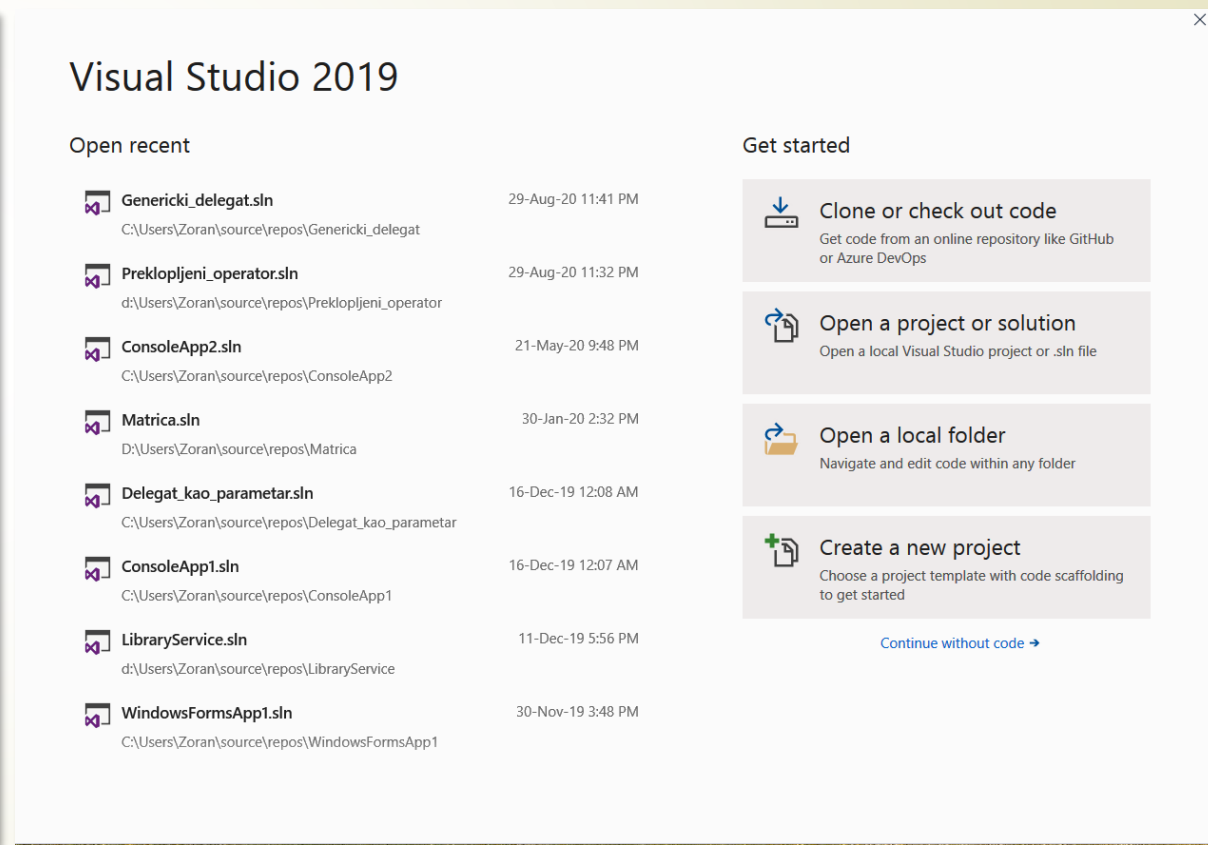 Visual Studio 2019
Open recent
Genericki_delegat.sln 29-Aug-20 11:41 PM
C:\Users\Zoran\source\repos\Genericki_delegat
Preklopljeni_operator.sln 29-Aug-20 11:32 PM
d:\Users\Zoran\source\repos\Preklopljeni_operator
ConsoleApp2.sln 21-May-20 9:48 PM
C:\Users\Zoran\source\repos\ConsoleApp2
Matrica.sln 30-Jan-20 2:32 PM
D:\Users\Zoran\source\repos\Matrica
Delegat_kao_parametar.sln 16-Dec-19 12:08 AM
C:\Users\Zoran\source\repos\Delegat_kao_parametar
ConsoleApp1.sln 16-Dec-19 12:07 AM
C:\Users\Zoran\source\repos\ConsoleApp1
LibraryService.sln 11-Dec-19 5:56 PM
d:\Users\Zoran\source\repos\LibraryService
WindowsFormsApp1.sln 30-Nov-19 3:48 PM
C:\Users\Zoran\source\repos\WindowsFormsApp1
Get started
Clone or check out code
Get code from an online repository like GitHub
or Azure DevOps
Open a project or solution
Open a local Visual Studio project or .sln file
Open a local folder
Navigate and edit code within any folder
Create a new project
Choose a project template with code scaffolding
to get started
Continue without code →